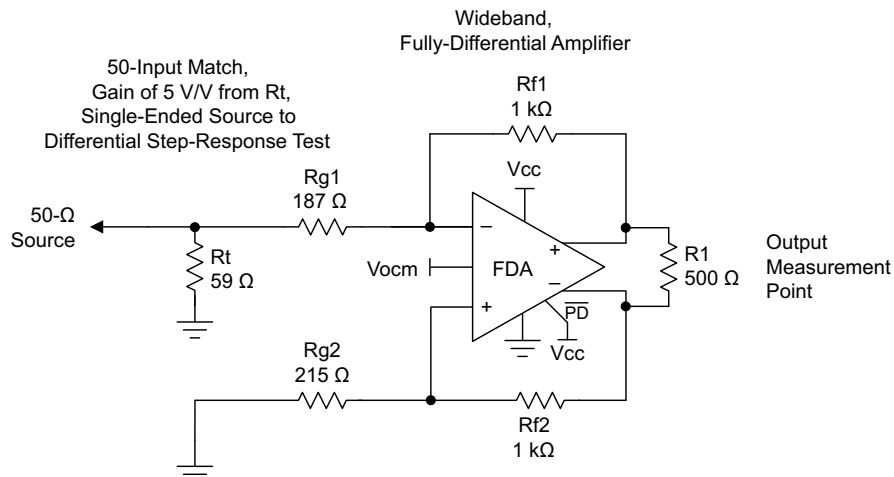 Wideband,
Fully-Differential Amplifier
50-Input Match,
Gain of 5 V/V from Rt,
Single-Ended Source to
Differential Step-Response Test
Rf1
1 kΩ
Vcc
Rg1
187 Ω
50-Ω
Source
Rt
59 Ω
Vocm
−
FDA
+
+
−
PD
Vcc
R1
500 Ω
Output
Measurement
Point
Rg2
215 Ω
Rf2
1 kΩ